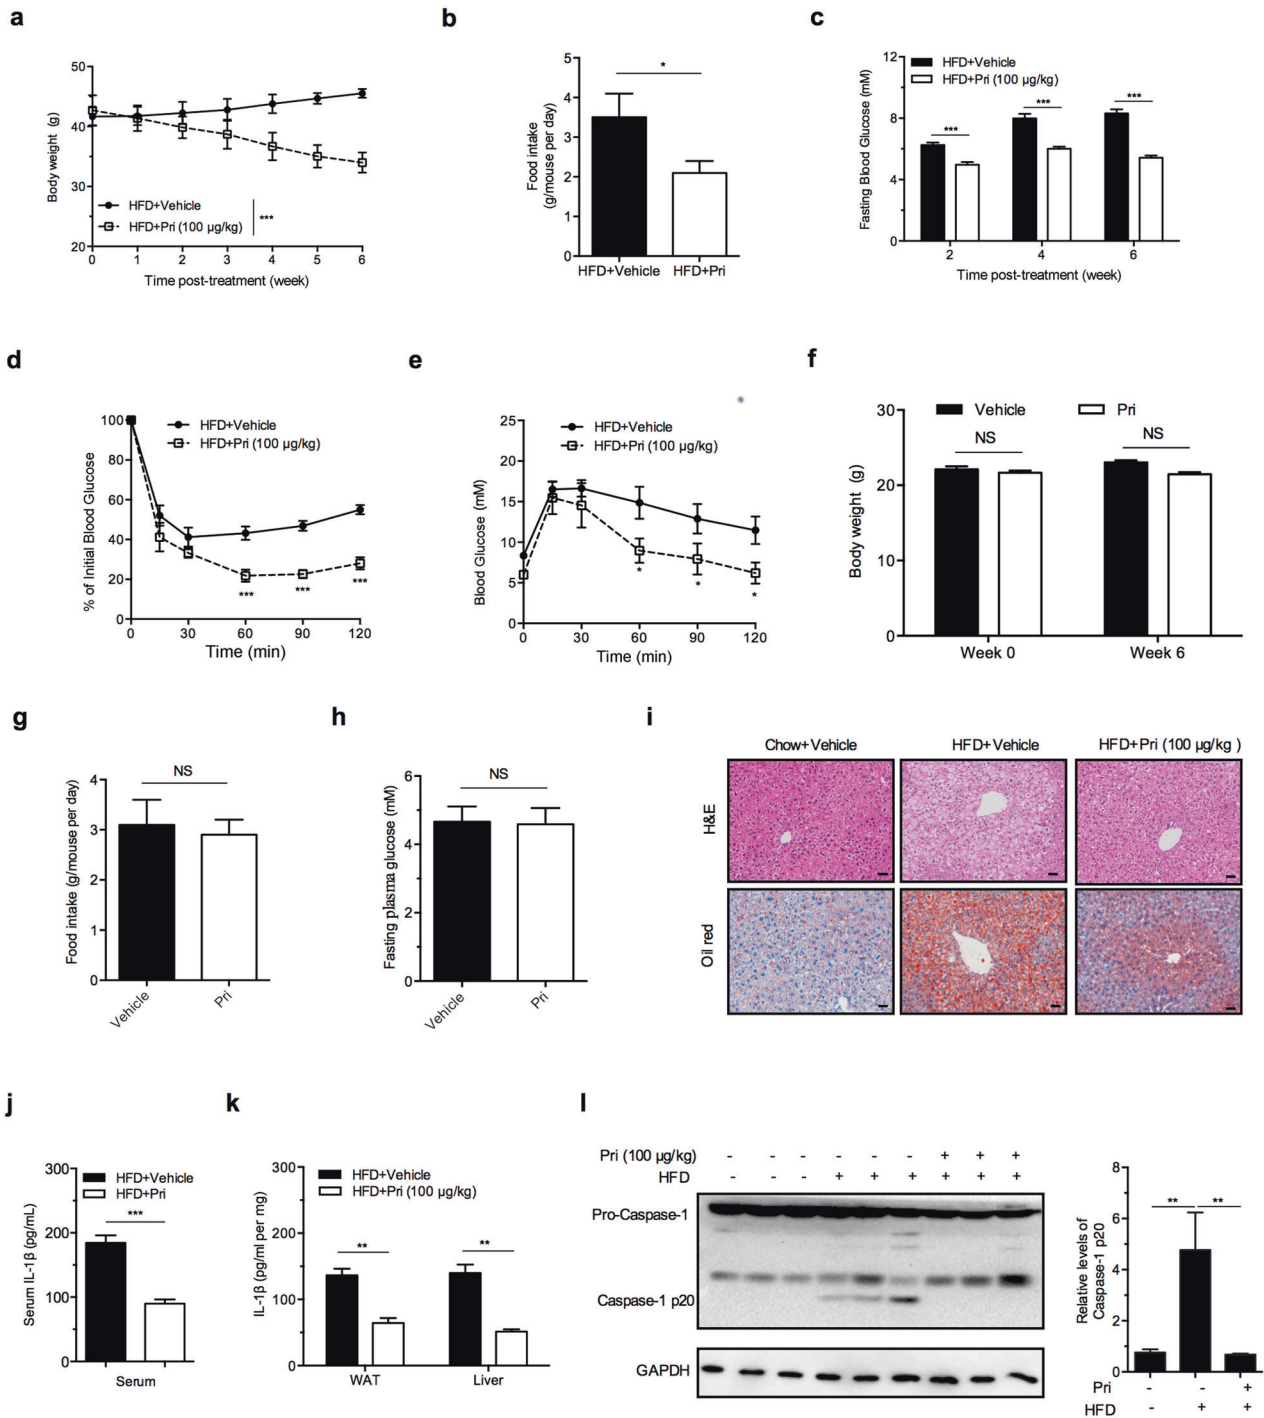 a
50
40
30
20
Body weight (g)
HFD+Vehicle
HFD+Pri (100 µg/kg)
***
0 1 2 3 4 5 6
Time post-treatment (week)
b
5
4
3
2
1
0
Food intake
(g/mouse per day)
*
HFD+Vehicle HFD+Pri
c
12
8
4
0
Fasting Blood Glucose (mM)
HFD+Vehicle
HFD+Pri (100 µg/kg)
*** *** ***
2 4 6
Time post-treatment (week)
d
100
80
60
40
20
0
% of Initial Blood Glucose
HFD+Vehicle
HFD+Pri (100 µg/kg)
*** *** ***
0 30 60 90 120
Time (min)
e
25
20
15
10
5
0
Blood Glucose (mM)
HFD+Vehicle
HFD+Pri (100 µg/kg)
* * *
0 30 60 90 120
Time (min)
f
30
20
10
0
Body weight (g)
Vehicle Pri
NS NS
Week 0 Week 6
g
4
3
2
1
0
Food intake (g/mouse per day)
NS
Vehicle Pri
h
6
4
2
0
Fasting plasma glucose (mM)
NS
Vehicle Pri
i
Chow+Vehicle HFD+Vehicle HFD+Pri (100 µg/kg )
H&E
Oil red
j
300
200
100
0
Serum IL-1β (pg/mL)
HFD+Vehicle
HFD+Pri
***
Serum
k
300
200
100
0
IL-1β (pg/ml per mg)
HFD+Vehicle
HFD+Pri (100 µg/kg)
** **
WAT Liver
l
Pri (100 µg/kg) - - - - - - + + +
HFD - - - + + + + + +
Pro-Caspase-1
Caspase-1 p20
GAPDH
8
6
4
2
0
Relative levels of
Caspase-1 p20
** **
Pri - - +
HFD - + +